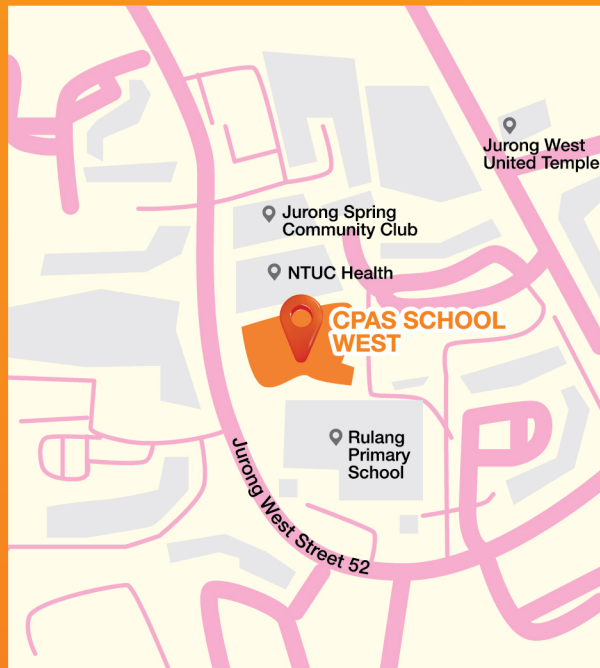 Jurong West
United Temple
Jurong Spring
Community Club
NTUC Health
CPAS SCHOOL
WEST
Rulang
Primary
School
Jurong West Street 52